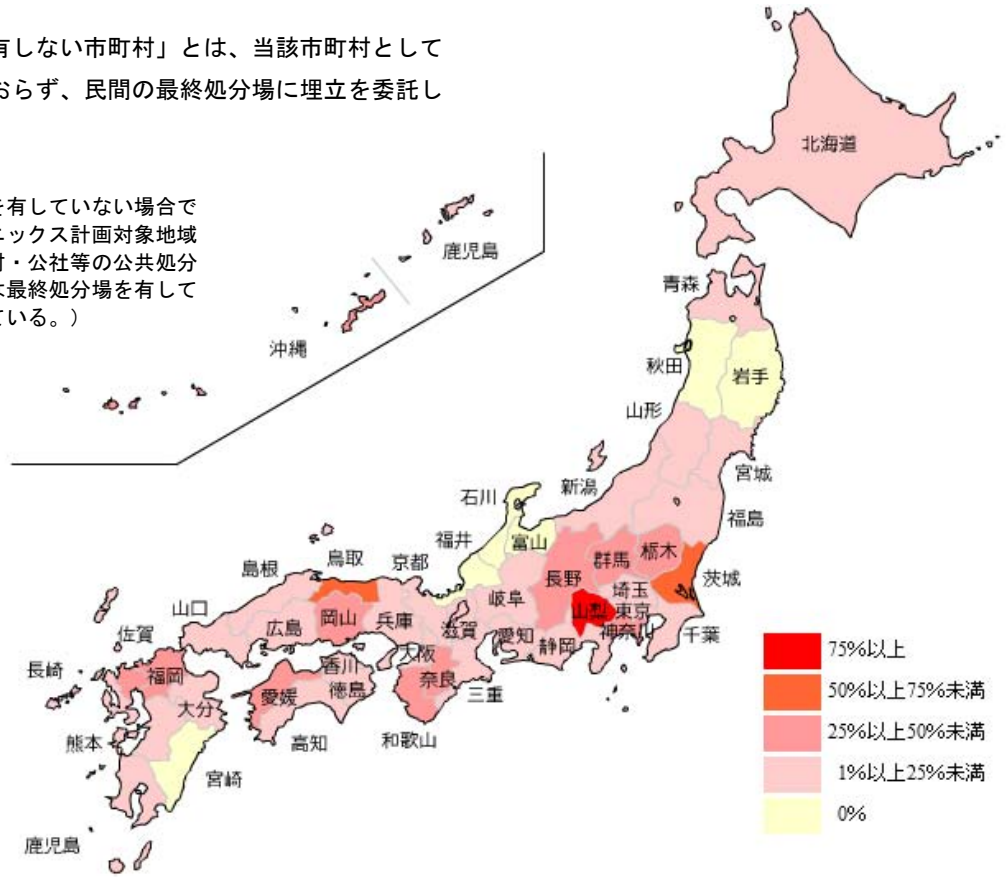 有しない市町村」とは、当該市町村として
おらず、民間の最終処分場に埋立を委託し
を有していない場合で
ニックス計画対象地域
村・公社等の公共処分
は最終処分場を有して
ている。）
北海道
鹿児島
沖縄
青森
秋田
岩手
山形
宮城
新潟
石川
福島
福井
富山
群馬
栃木
長野
茨城
島根
鳥取
京都
岐阜
埼玉
山梨
東京
山口
広島
岡山
兵庫
滋賀
愛知
静岡
神奈川
千葉
佐賀
大阪
香川
奈良
長崎
福岡
愛媛
徳島
三重
大分
高知
和歌山
熊本
宮崎
鹿児島
75%以上
50%以上75%未満
25%以上50%未満
1%以上25%未満
0%